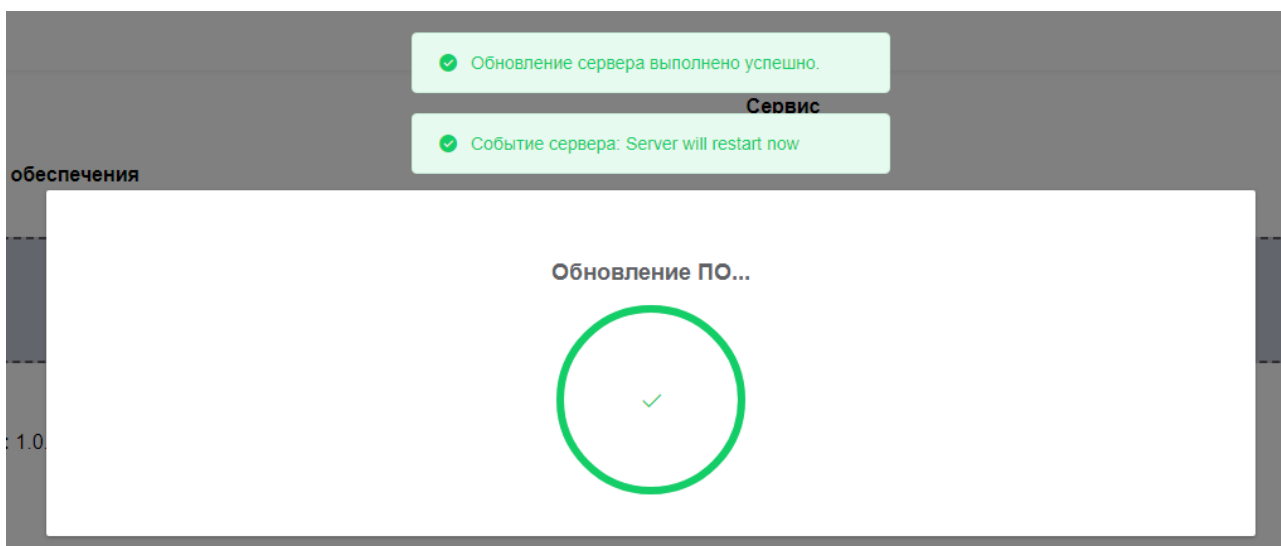 Обновление сервера выполнено успешно.
Сервис
Событие сервера: Server will restart now
обеспечения
Обновление ПО...
: 1.0.